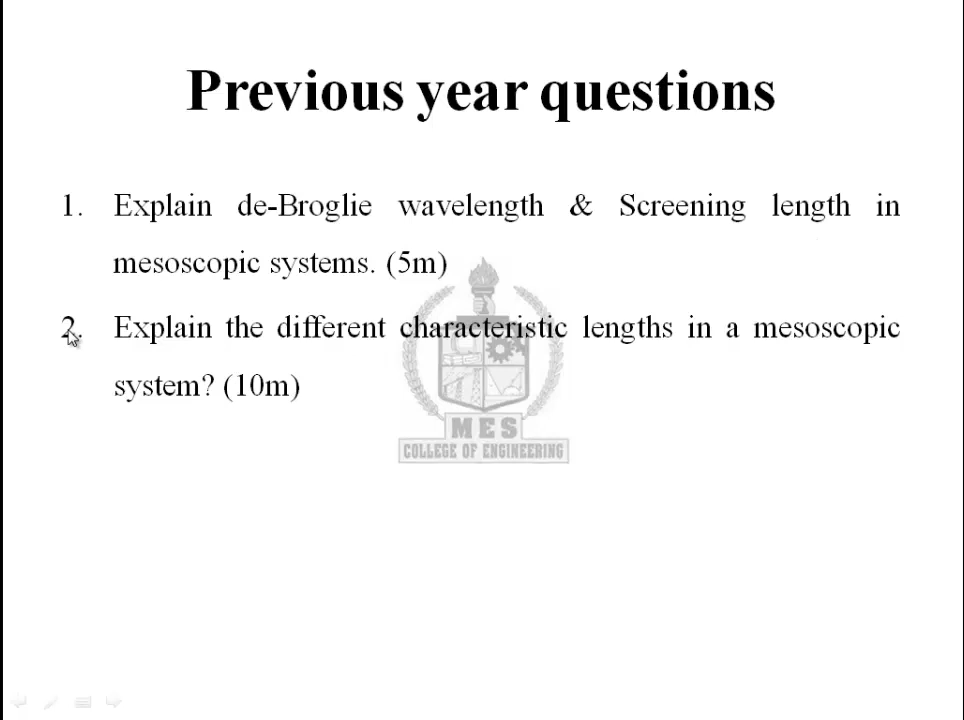 Previous year questions
1. Explain de-Broglie wavelength & Screening length in
mesoscopic systems. (5m)
2. Explain the different characteristic lengths in a mesoscopic
system? (10m)
MES
COLLEGE OF ENGINEERING